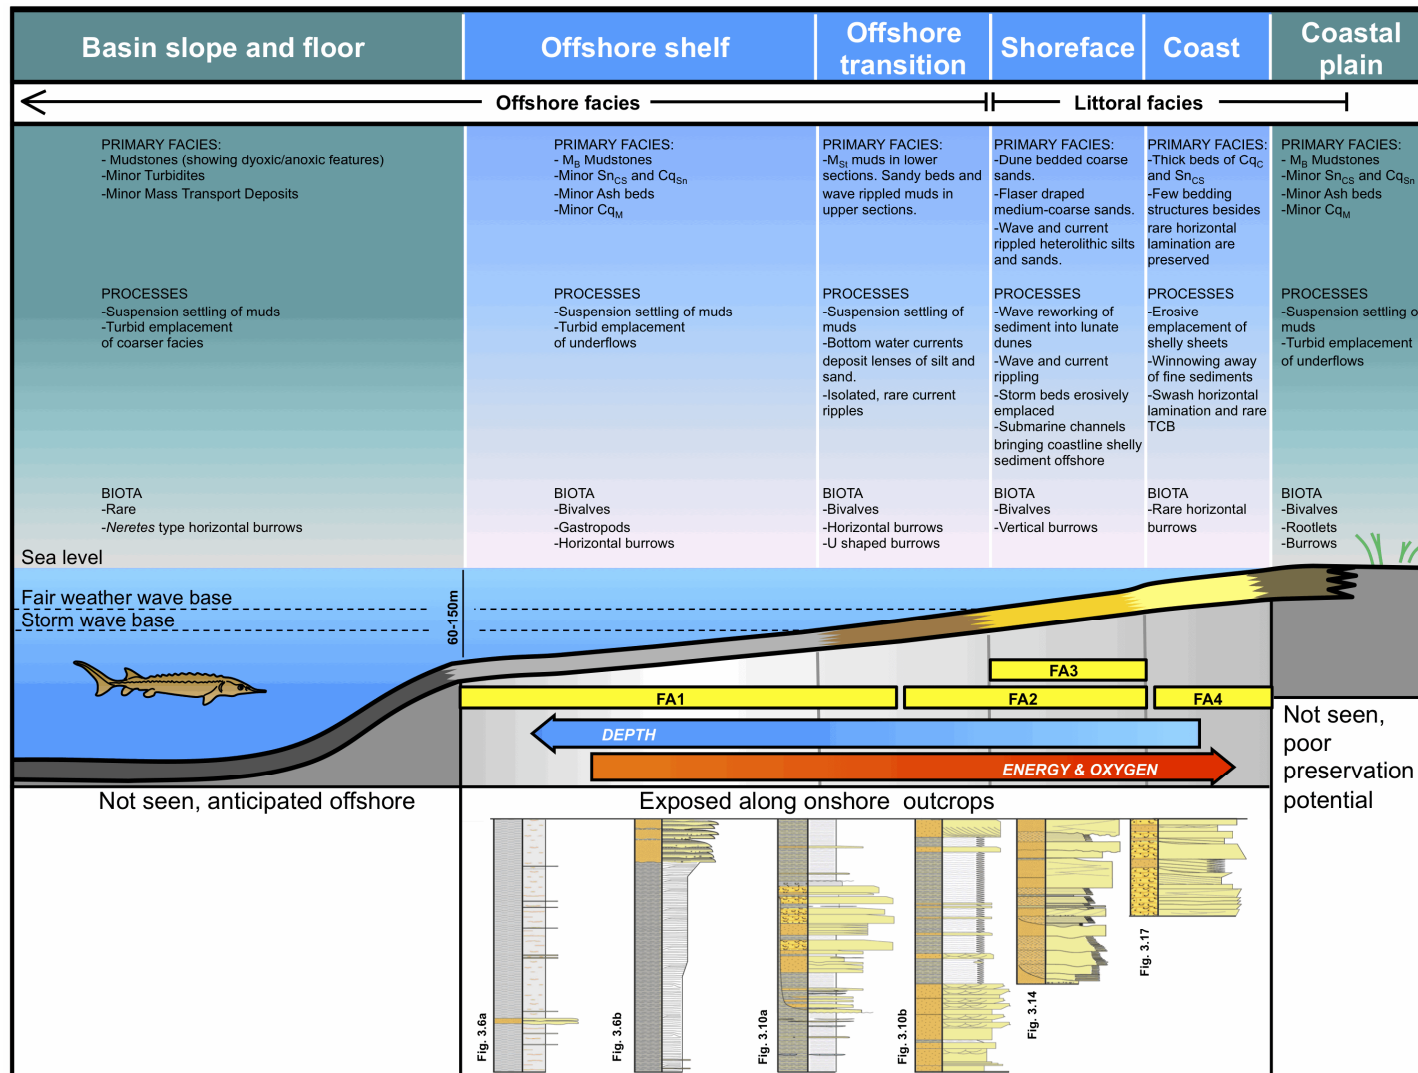 Basin slope and floor
Offshore shelf
Offshore
transition
Shoreface
Coast
Coastal
plain
Offshore facies
Littoral facies
PRIMARY FACIES:
- Mudstones (showing dyoxic/anoxic features)
-Minor Turbidites
-Minor Mass Transport Deposits
PROCESSES
-Suspension settling of muds
-Turbid emplacement
of coarser facies
BIOTA
-Rare
-Neretes type horizontal burrows
PRIMARY FACIES:
- MB Mudstones
-Minor SnCS and CqSn
-Minor Ash beds
-Minor CqM
PROCESSES
-Suspension settling of muds
-Turbid emplacement
of underflows
BIOTA
-Bivalves
-Gastropods
-Horizontal burrows
PRIMARY FACIES:
-MSt muds in lower
sections. Sandy beds and
wave rippled muds in
upper sections.
PROCESSES
-Suspension settling of
muds
-Bottom water currents
deposit lenses of silt and
sand.
-Isolated, rare current
ripples
BIOTA
-Bivalves
-Horizontal burrows
-U shaped burrows
PRIMARY FACIES:
-Dune bedded coarse
sands.
-Flaser draped
medium-coarse sands.
-Wave and current
rippled heterolithic silts
and sands.
PROCESSES
-Wave reworking of
sediment into lunate
dunes
-Wave and current
rippling
-Storm beds erosively
emplaced
-Submarine channels
bringing coastline shelly
sediment offshore
BIOTA
-Bivalves
-Vertical burrows
PRIMARY FACIES:
-Thick beds of CqC
and SnCS
-Few bedding
structures besides
rare horizontal
lamination are
preserved
PROCESSES
-Erosive
emplacement of
shelly sheets
-Winnowing away
of fine sediments
-Swash horizontal
lamination and rare
TCB
BIOTA
-Rare horizontal
burrows
PRIMARY FACIES:
- MB Mudstones
-Minor SnCS and CqSn
-Minor Ash beds
-Minor CqM
PROCESSES
-Suspension settling o
muds
-Turbid emplacement
of underflows
BIOTA
-Bivalves
-Rootlets
-Burrows
Sea level
Fair weather wave base
Storm wave base
60-150m
FA3
FA1
FA2
FA4
DEPTH
ENERGY & OXYGEN
Not seen, anticipated offshore
Exposed along onshore outcrops
Not seen,
poor
preservation
potential
Fig. 3.6a
Fig. 3.6b
Fig. 3.10a
Fig. 3.10b
Fig. 3.14
Fig. 3.17